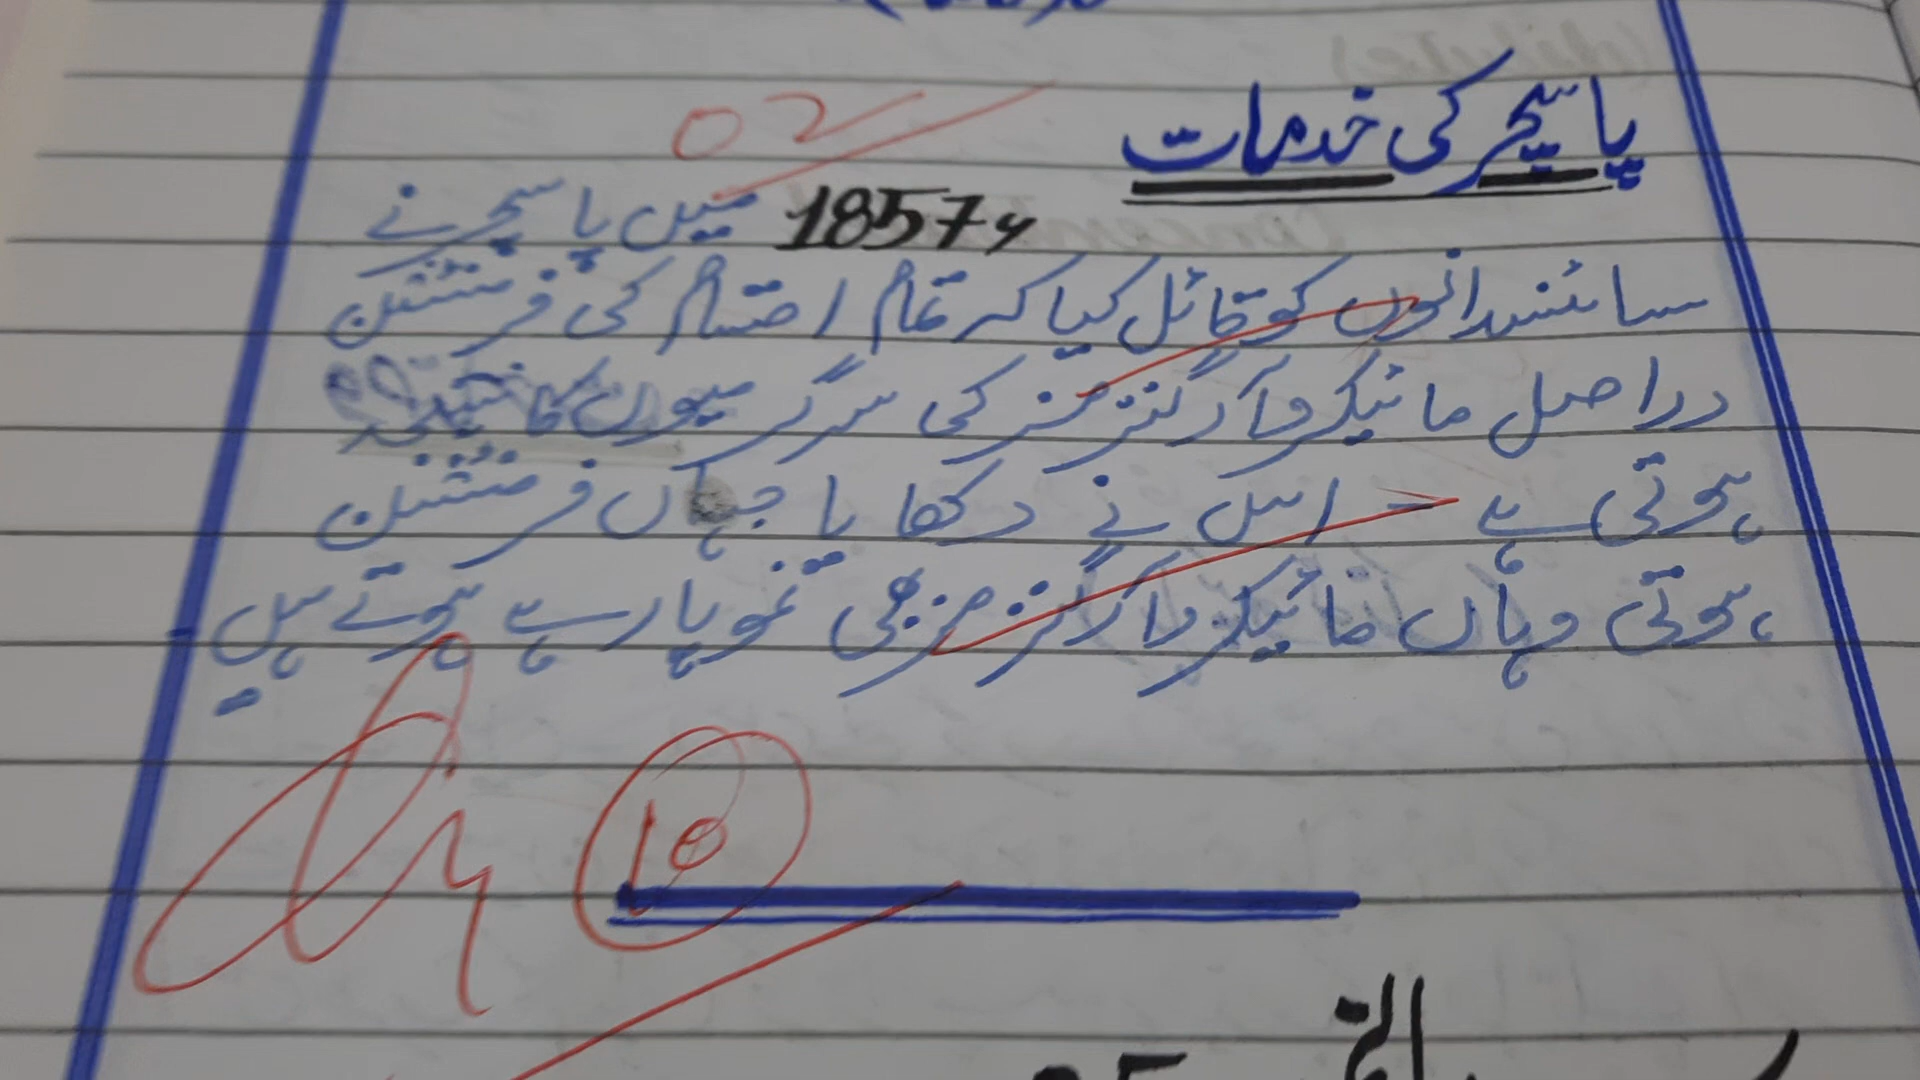 پاسچر کی خدمات
02
1857ء میں پاسچر نے
سائنسدانوں کو قائل کیا کہ تمام اقسام کی فرمنٹیشن
دراصل مائیکروآرگنزمز کی سرگرمیوں کا نتیجہ
ہوتی ہے - اس نے دکھایا جہاں فرمنٹیشن
ہوتی وہاں مائیکروآرگنزمز بھی نمو پا رہے ہوتے ہیں -
10